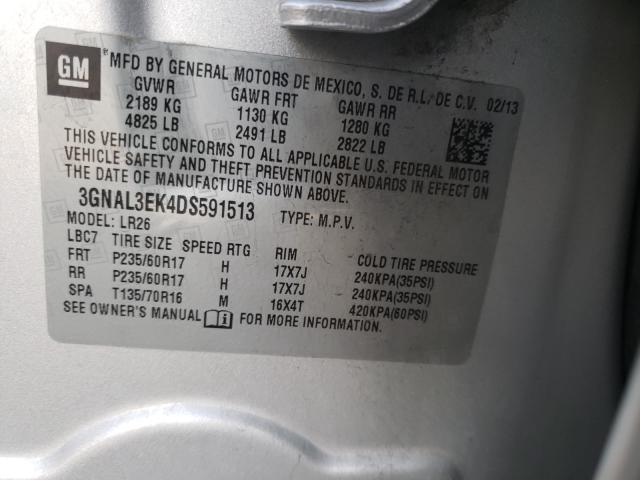 GM
MFD BY GENERAL MOTORS DE MEXICO, S. DE R.L. DE C.V. 02/13
GVWR GAWR FRT GAWR RR
2189 KG 1130 KG 1280 KG
4825 LB 2491 LB 2822 LB
THIS VEHICLE CONFORMS TO ALL APPLICABLE U.S. FEDERAL MOTOR
VEHICLE SAFETY AND THEFT PREVENTION STANDARDS IN EFFECT ON
THE DATE OF MANUFACTURE SHOWN ABOVE.
3GNAL3EK4DS591513 TYPE: M.P.V.
MODEL: LR26
LBC7 TIRE SIZE SPEED RTG RIM COLD TIRE PRESSURE
FRT P235/60R17 H 17X7J 240KPA(35PSI)
RR P235/60R17 H 17X7J 240KPA(35PSI)
SPA T135/70R16 M 16X4T 420KPA(60PSI)
SEE OWNER'S MANUAL FOR MORE INFORMATION.